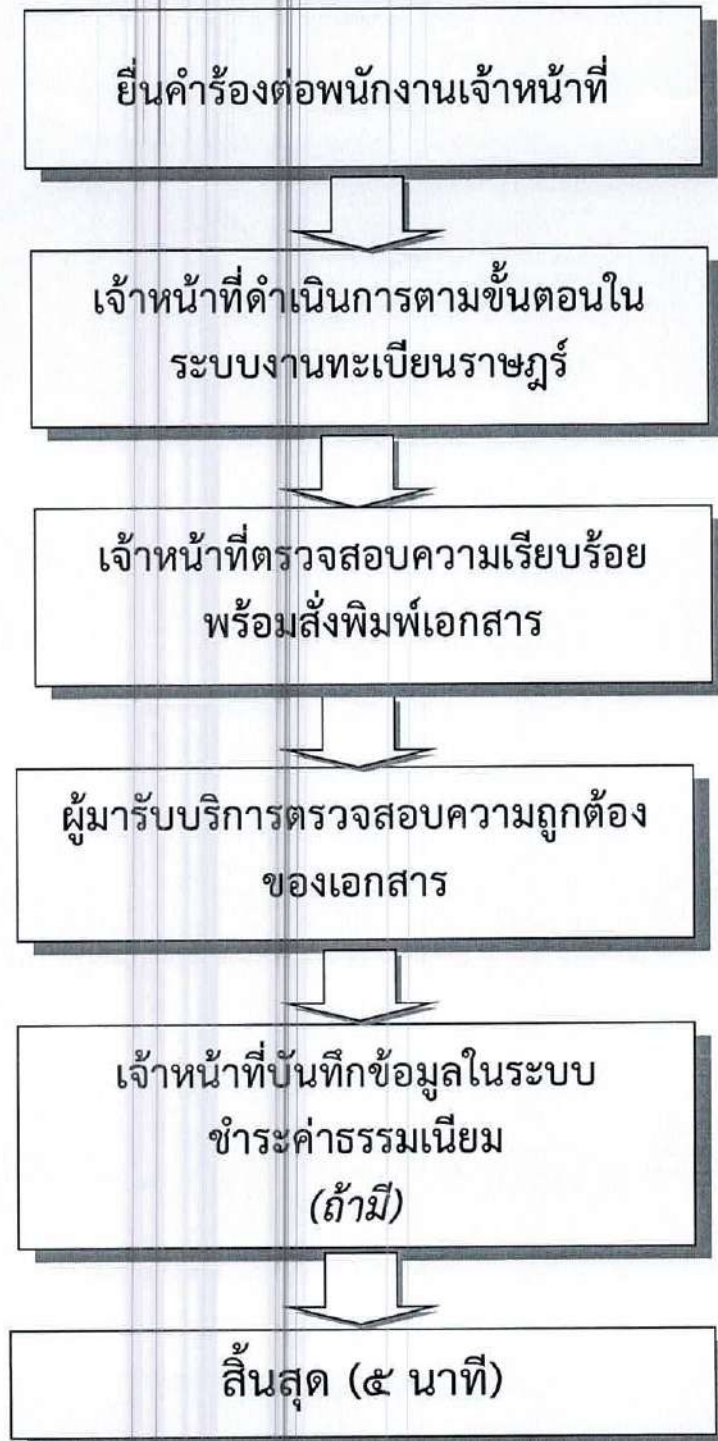 ยื่นคำร้องต่อพนักงานเจ้าหน้าที่
เจ้าหน้าที่ดำเนินการตามขั้นตอนใน
ระบบงานทะเบียนราษฎร์
เจ้าหน้าที่ตรวจสอบความเรียบร้อย
พร้อมสั่งพิมพ์เอกสาร
ผู้มารับบริการตรวจสอบความถูกต้อง
ของเอกสาร
เจ้าหน้าที่บันทึกข้อมูลในระบบ
ชำระค่าธรรมเนียม
(ถ้ามี)
สิ้นสุด (๕ นาที)